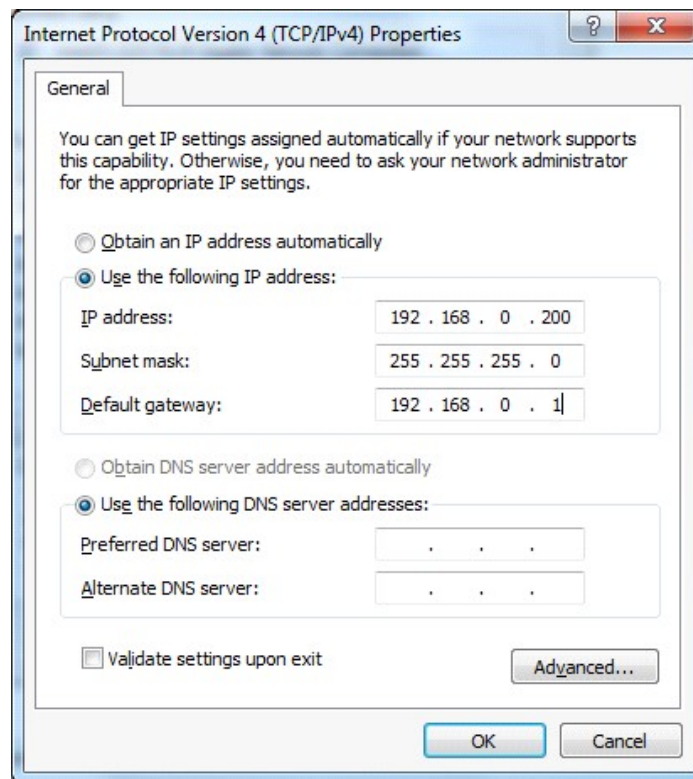 Internet Protocol Version 4 (TCP/IPv4) Properties
General
You can get IP settings assigned automatically if your network supports
this capability. Otherwise, you need to ask your network administrator
for the appropriate IP settings.
Obtain an IP address automatically
Use the following IP address:
IP address: 192 . 168 . 0 . 200
Subnet mask: 255 . 255 . 255 . 0
Default gateway: 192 . 168 . 0 . 1
Obtain DNS server address automatically
Use the following DNS server addresses:
Preferred DNS server: . . .
Alternate DNS server: . . .
Validate settings upon exit
Advanced...
OK Cancel